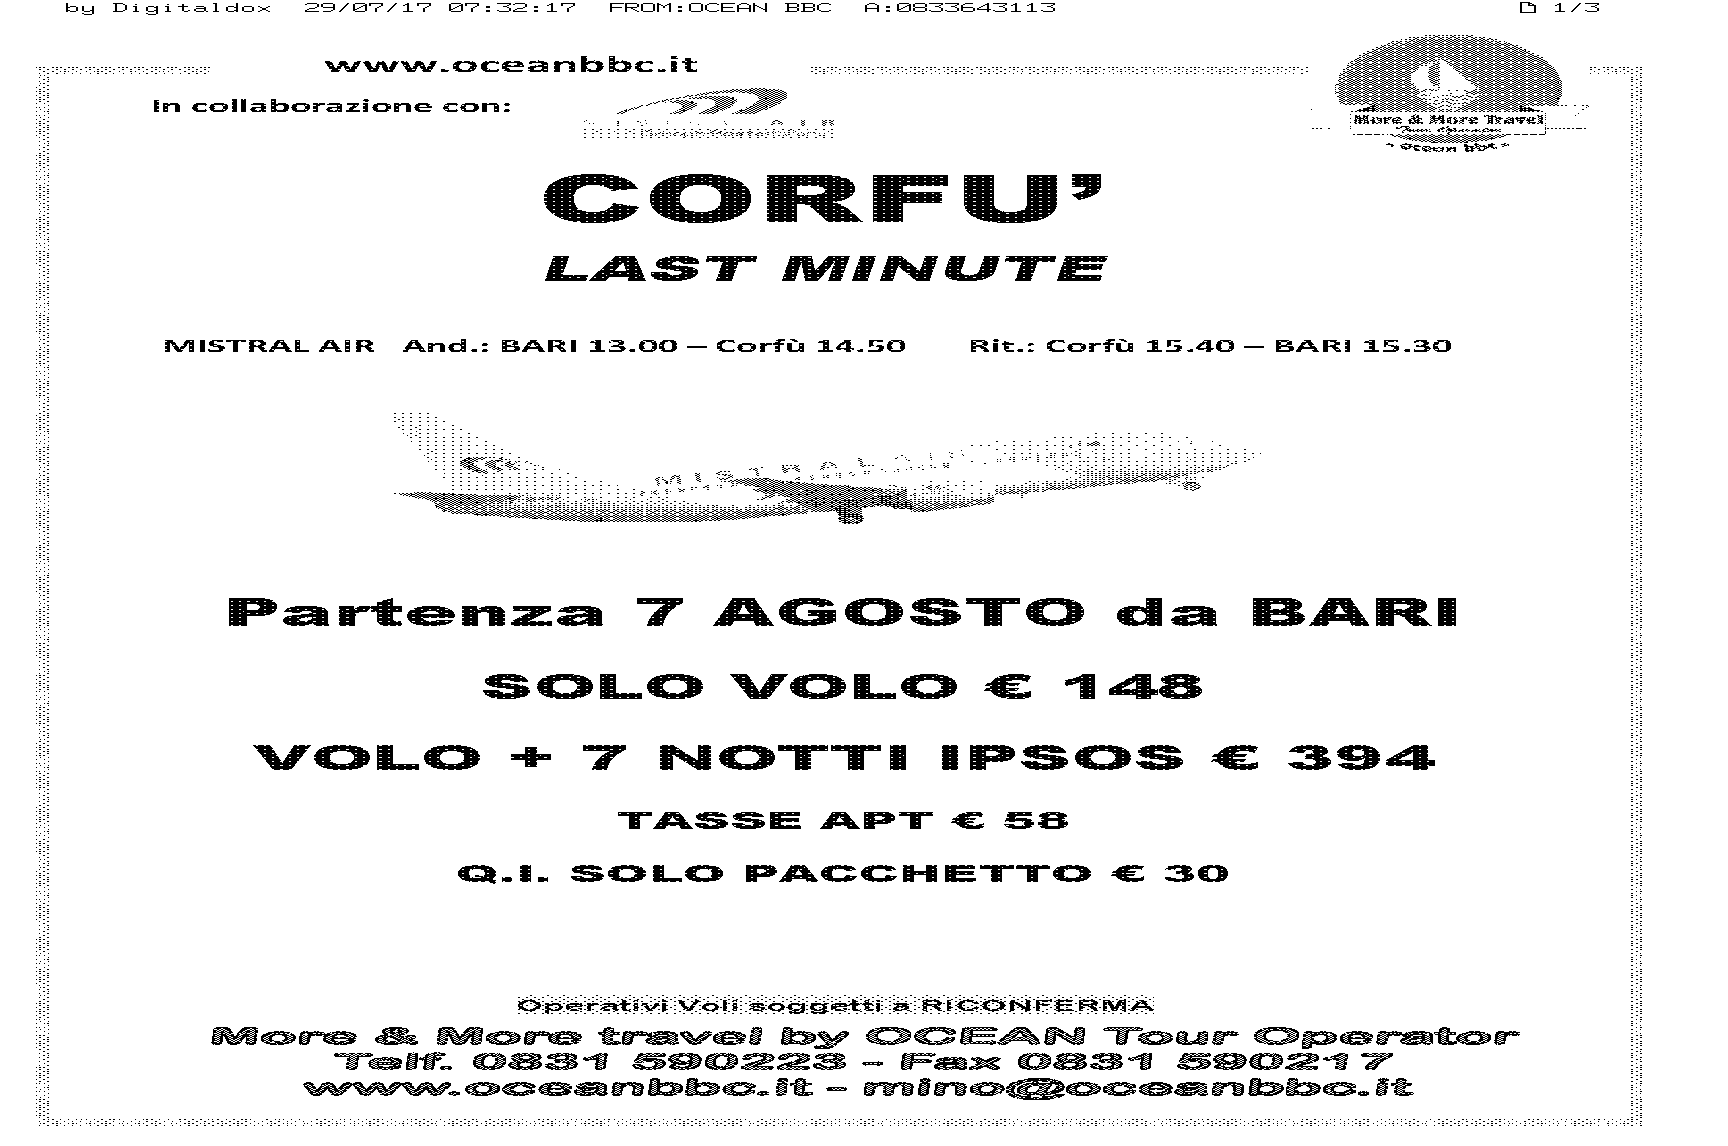 by Digitaldox 29/07/17 07:32:17 FROM:OCEAN BBC A:0833643113 1/3
www.oceanbbc.it
In collaborazione con:
More & More Travel
Tour Operator
Ocean bbc
CORFU’
LAST MINUTE
MISTRAL AIR And.: BARI 13.00 – Corfù 14.50 Rit.: Corfù 15.40 – BARI 15.30
MISTRAL AIR
Partenza 7 AGOSTO da BARI
SOLO VOLO € 148
VOLO + 7 NOTTI IPSOS € 394
TASSE APT € 58
Q.I. SOLO PACCHETTO € 30
Operativi Voli soggetti a RICONFERMA
More & More travel by OCEAN Tour Operator
Telf. 0831 590223 - Fax 0831 590217
www.oceanbbc.it - mino@oceanbbc.it